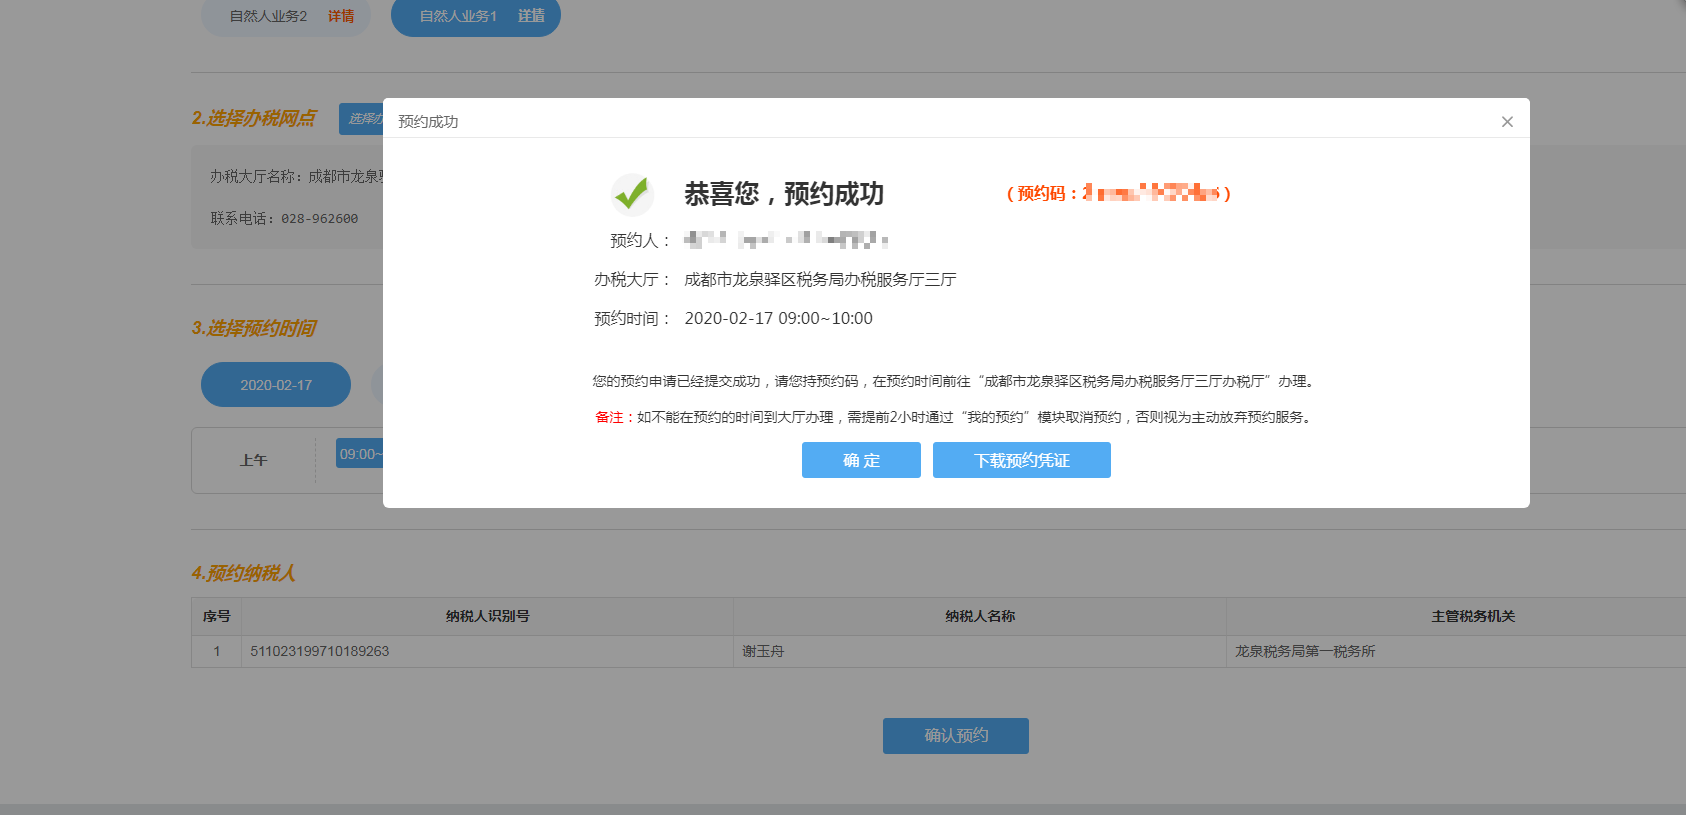 自然人业务2 详情 自然人业务1 详情
2.选择办税网点 选择办
办税大厅名称：成都市龙泉驿
联系电话：028-962600
3.选择预约时间
2020-02-17
上午 09:00~
预约成功 ×
恭喜您，预约成功 （预约码：
预约人：
办税大厅： 成都市龙泉驿区税务局办税服务厅三厅
预约时间： 2020-02-17 09:00~10:00
您的预约申请已经提交成功，请您持预约码，在预约时间前往“成都市龙泉驿区税务局办税服务厅三厅办税厅”办理。
备注：如不能在预约的时间到大厅办理，需提前2小时通过“我的预约”模块取消预约，否则视为主动放弃预约服务。
确 定 下载预约凭证
4.预约纳税人
序号 纳税人识别号 纳税人名称 主管税务机关
1 511023199710189263 谢玉舟 龙泉税务局第一税务所
确认预约